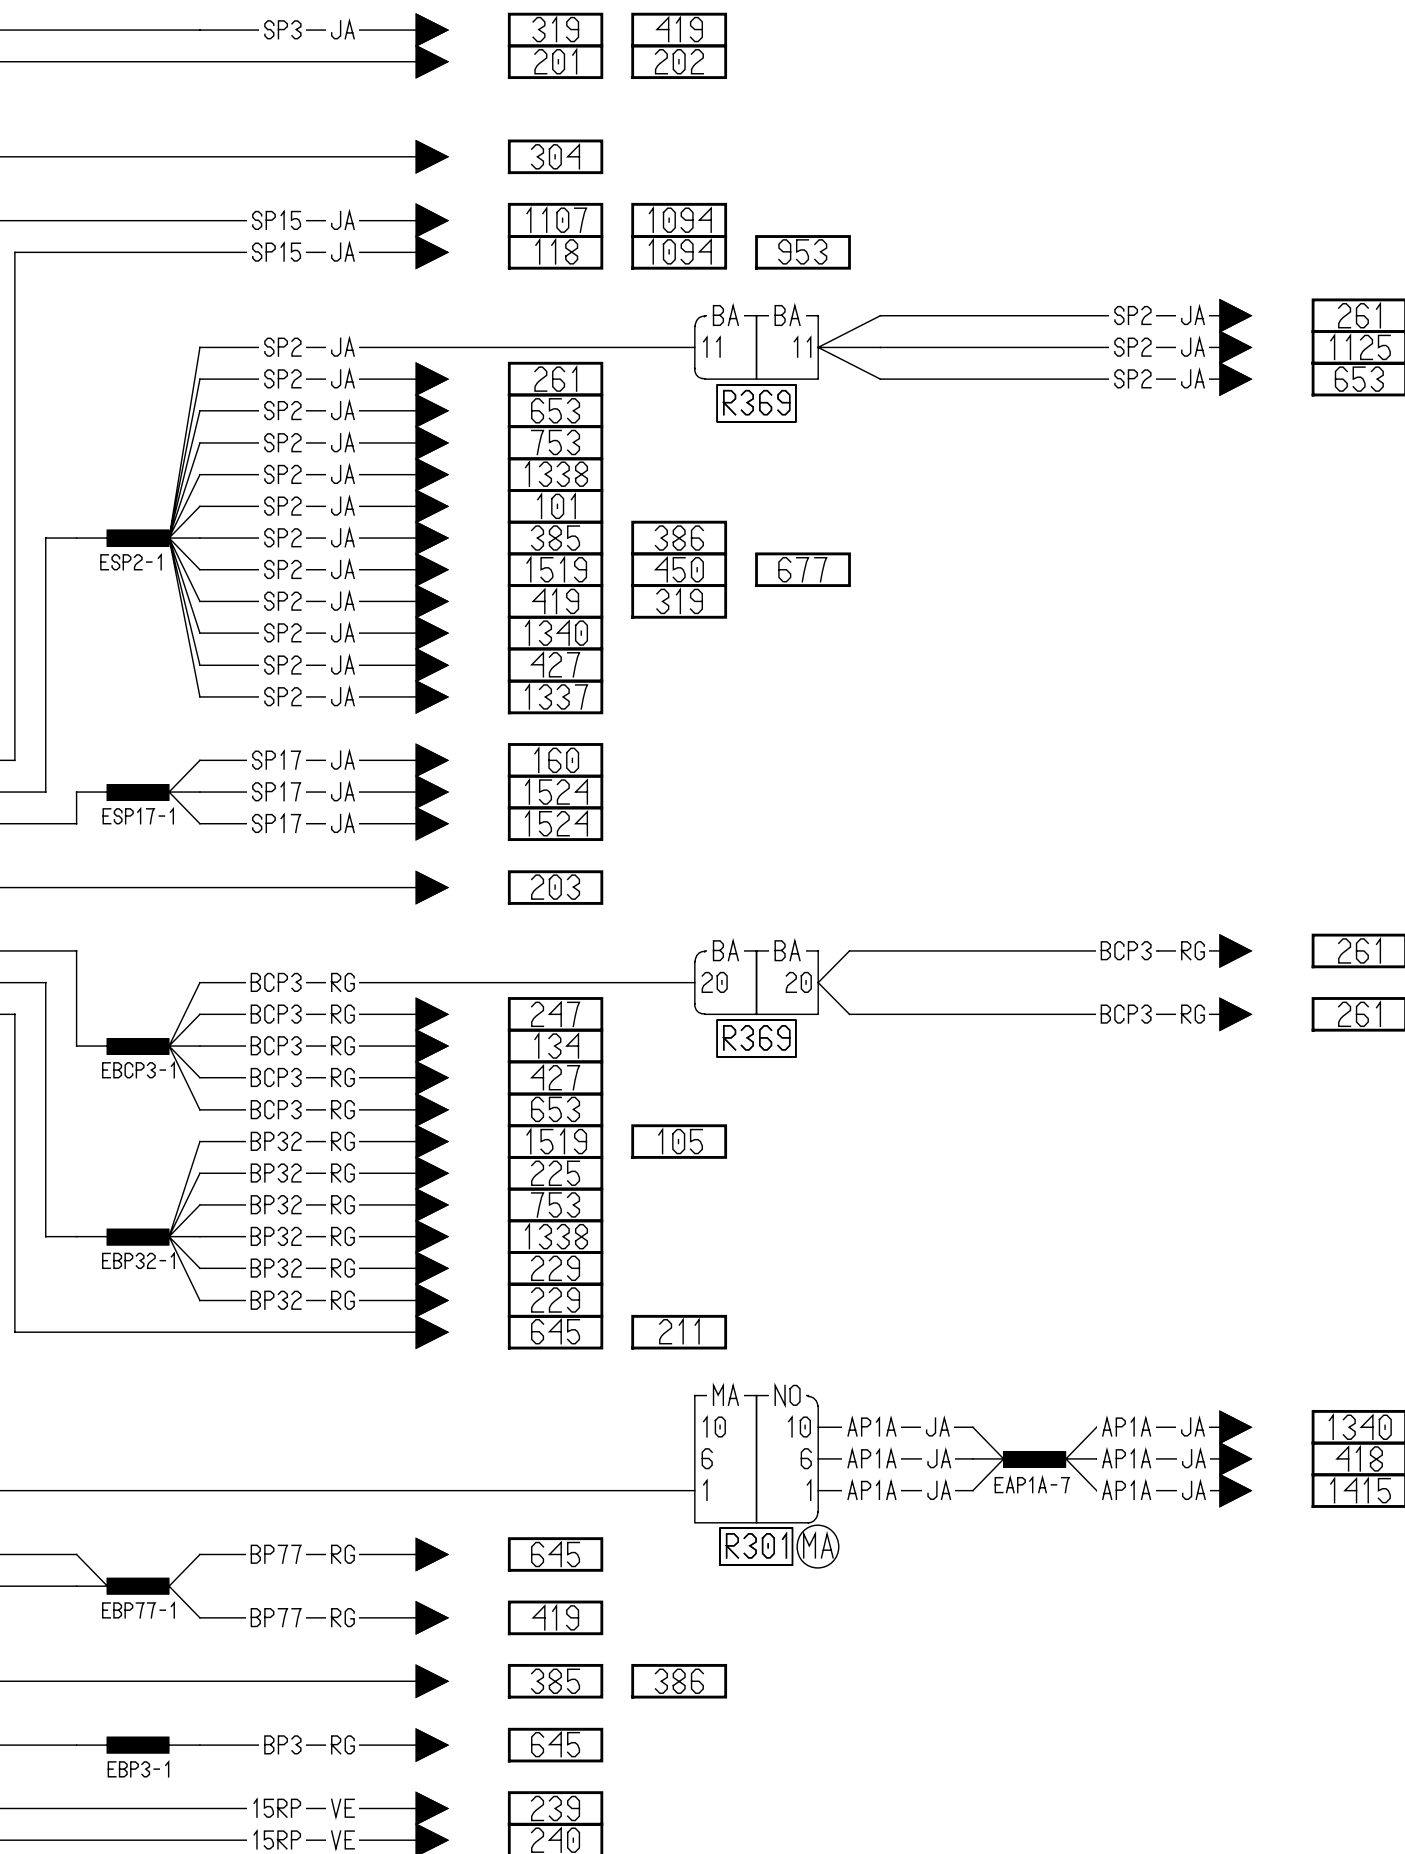 SP3 JA 319 419
201 202
304
SP15 JA 1107 1094
SP15 JA 118 1094 953
BA BA SP2 JA 261
SP2 JA 11 11 SP2 JA 1125
SP2 JA 261 SP2 JA 653
R369
SP2 JA 653
SP2 JA 753
SP2 JA 1338
SP2 JA 101
SP2 JA 385 386
ESP2-1
SP2 JA 1519 450 677
SP2 JA 419 319
SP2 JA 1340
SP2 JA 427
SP2 JA 1337
SP17 JA 160
SP17 JA 1524
ESP17-1
SP17 JA 1524
203
BA BA BCP3 RG 261
BCP3 RG 20 20
BCP3 RG 247 BCP3 RG 261
R369
BCP3 RG 134
EBCP3-1
BCP3 RG 427
BCP3 RG 653
BP32 RG 1519 105
BP32 RG 225
BP32 RG 753
BP32 RG 1338
EBP32-1
BP32 RG 229
BP32 RG 229
645 211
MA NO
10 10 AP1A JA AP1A JA 1340
6 6 AP1A JA AP1A JA 418
EAP1A-7
1 1 AP1A JA AP1A JA 1415
R301 MA
BP77 RG 645
EBP77-1
BP77 RG 419
385 386
BP3 RG 645
EBP3-1
15RP VE 239
15RP VE 240